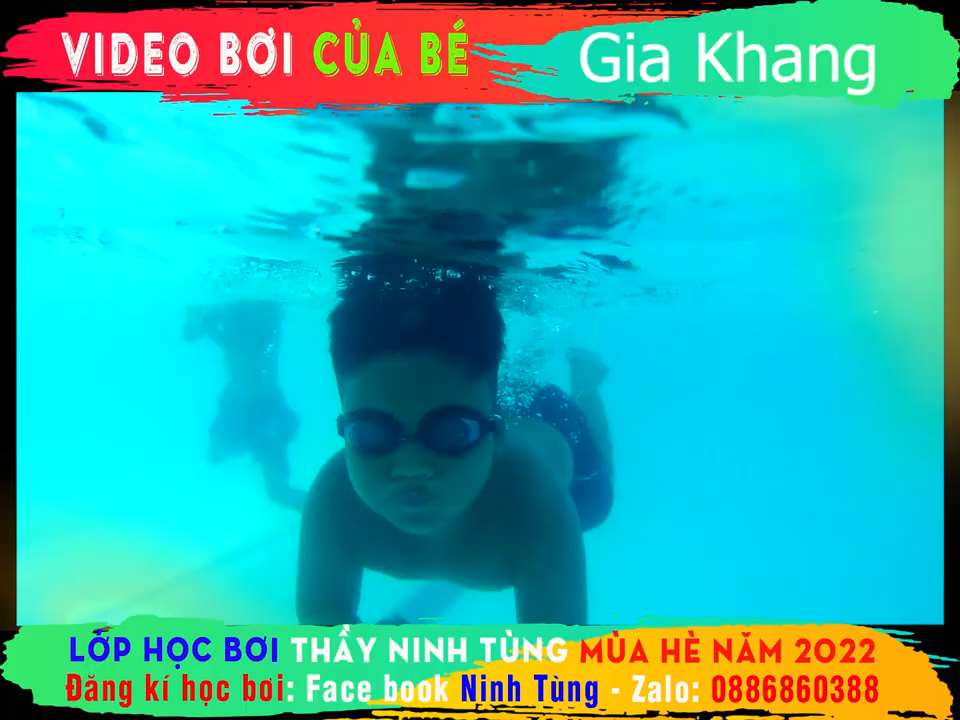 VIDEO BƠI CỦA BÉ
Gia Khang
LỚP HỌC BƠI THẦY NINH TÙNG MÙA HÈ NĂM 2022
Đăng kí học bơi: Face book Ninh Tùng - Zalo: 0886860388